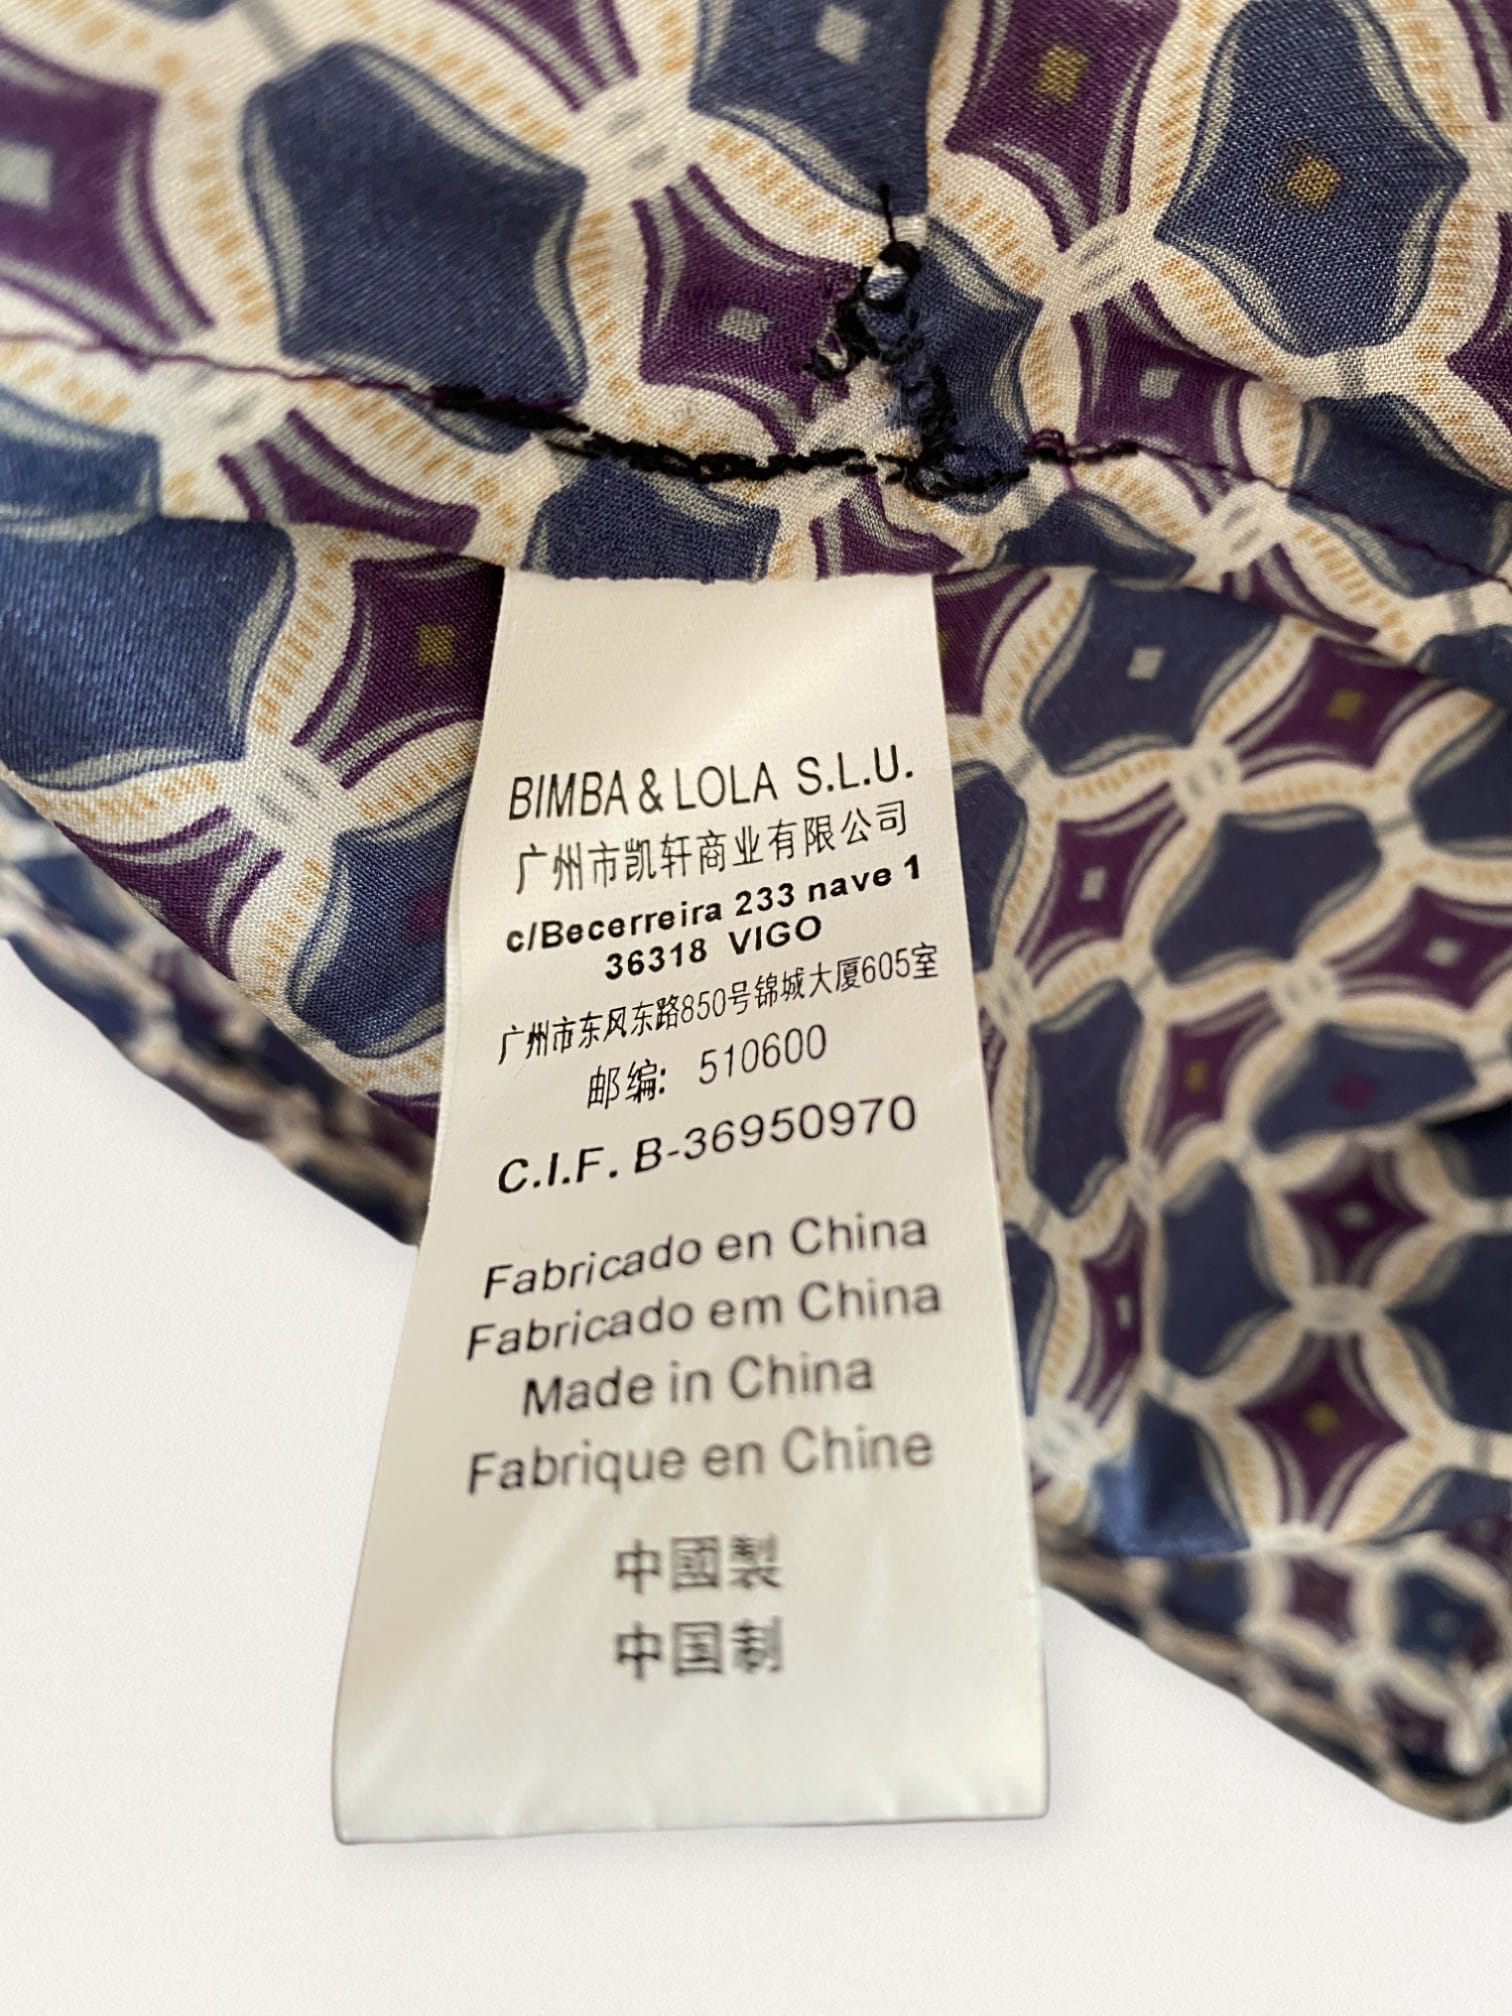 BIMBA & LOLA S.L.U.
广州市凯轩商业有限公司
c/Becerreira 233 nave 1
36318 VIGO
广州市东风东路850号锦城大厦605室
邮编: 510600
C.I.F. B-36950970
Fabricado en China
Fabricado em China
Made in China
Fabrique en Chine
中國製
中国制